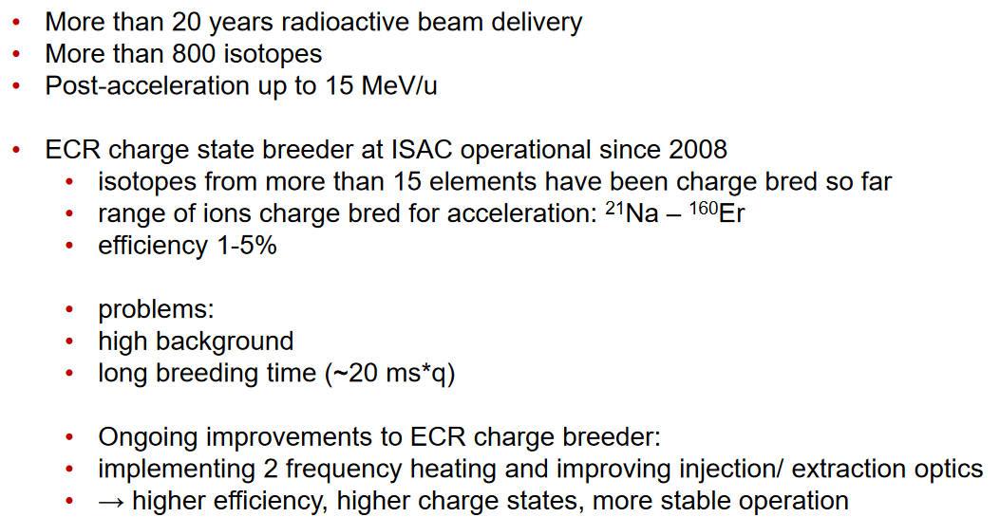 • More than 20 years radioactive beam delivery
• More than 800 isotopes
• Post-acceleration up to 15 MeV/u
• ECR charge state breeder at ISAC operational since 2008
• isotopes from more than 15 elements have been charge bred so far
• range of ions charge bred for acceleration: ²¹Na – ¹⁶⁰Er
• efficiency 1-5%
• problems:
• high background
• long breeding time (~20 ms*q)
• Ongoing improvements to ECR charge breeder:
• implementing 2 frequency heating and improving injection/ extraction optics
• → higher efficiency, higher charge states, more stable operation